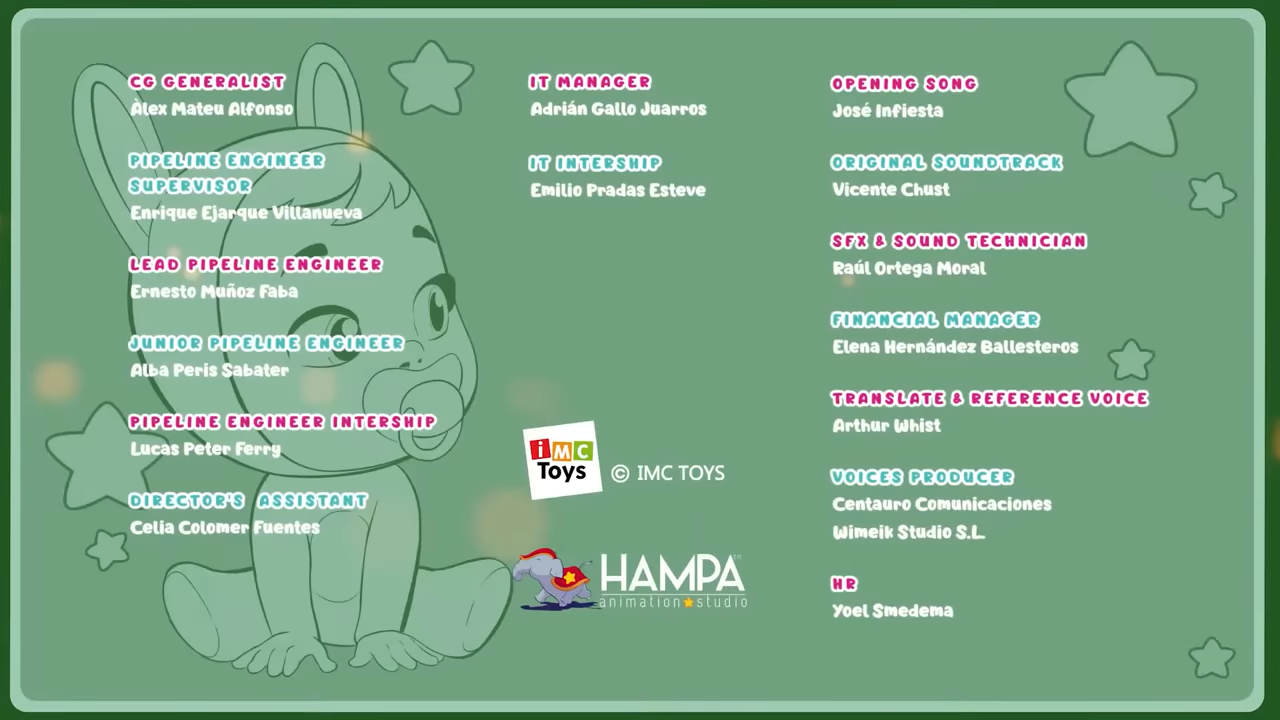 CG GENERALIST
Àlex Mateu Alfonso
PIPELINE ENGINEER
SUPERVISOR
Enrique Ejarque Villanueva
LEAD PIPELINE ENGINEER
Ernesto Muñoz Faba
JUNIOR PIPELINE ENGINEER
Alba Peris Sabater
PIPELINE ENGINEER INTERSHIP
Lucas Peter Ferry
DIRECTOR'S ASSISTANT
Celia Colomer Fuentes
IT MANAGER
Adrián Gallo Juarros
IT INTERSHIP
Emilio Pradas Esteve
iMC
Toys
© IMC TOYS
HAMPA™
animation studio
OPENING SONG
José Infiesta
ORIGINAL SOUNDTRACK
Vicente Chust
SFX & SOUND TECHNICIAN
Raúl Ortega Moral
FINANCIAL MANAGER
Elena Hernández Ballesteros
TRANSLATE & REFERENCE VOICE
Arthur Whist
VOICES PRODUCER
Centauro Comunicaciones
Wimeik Studio S.L.
HR
Yoel Smedema